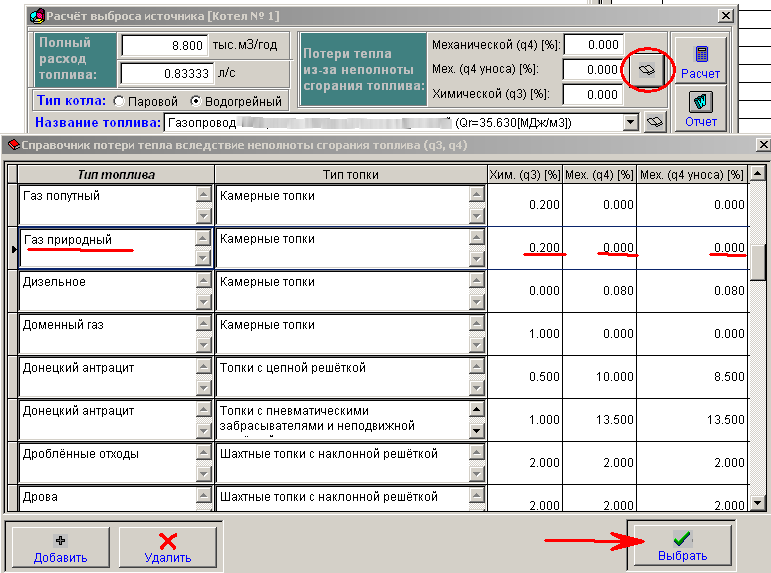 Расчёт выброса источника [Котел № 1]
Полный расход топлива:
8.800 тыс.м3/год
0.83333 л/с
Потери тепла из-за неполноты сгорания топлива:
Механической (q4) [%]: 0.000
Мех. (q4 уноса) [%]: 0.000
Химической (q3) [%]: 0.000
Расчет
Отчет
Тип котла: Паровой Водогрейный
Название топлива: Газопровод (Qr=35.630[МДж/м3])
Справочник потери тепла вследствие неполноты сгорания топлива (q3, q4)
Тип топлива Тип топки Хим. (q3) [%] Мех. (q4) [%] Мех. (q4 уноса) [%]
Газ попутный Камерные топки 0.200 0.000 0.000
Газ природный Камерные топки 0.200 0.000 0.000
Дизельное Камерные топки 0.000 0.080 0.080
Доменный газ Камерные топки 1.000 0.000 0.000
Донецкий антрацит Топки с цепной решёткой 0.500 10.000 8.500
Донецкий антрацит Топки с пневматическими забрасывателями и неподвижной 1.000 13.500 13.500
Дроблённые отходы Шахтные топки с наклонной решёткой 2.000 2.000 2.000
Дрова Шахтные топки с наклонной решёткой 2.000 2.000 2.000
Добавить
Удалить
Выбрать